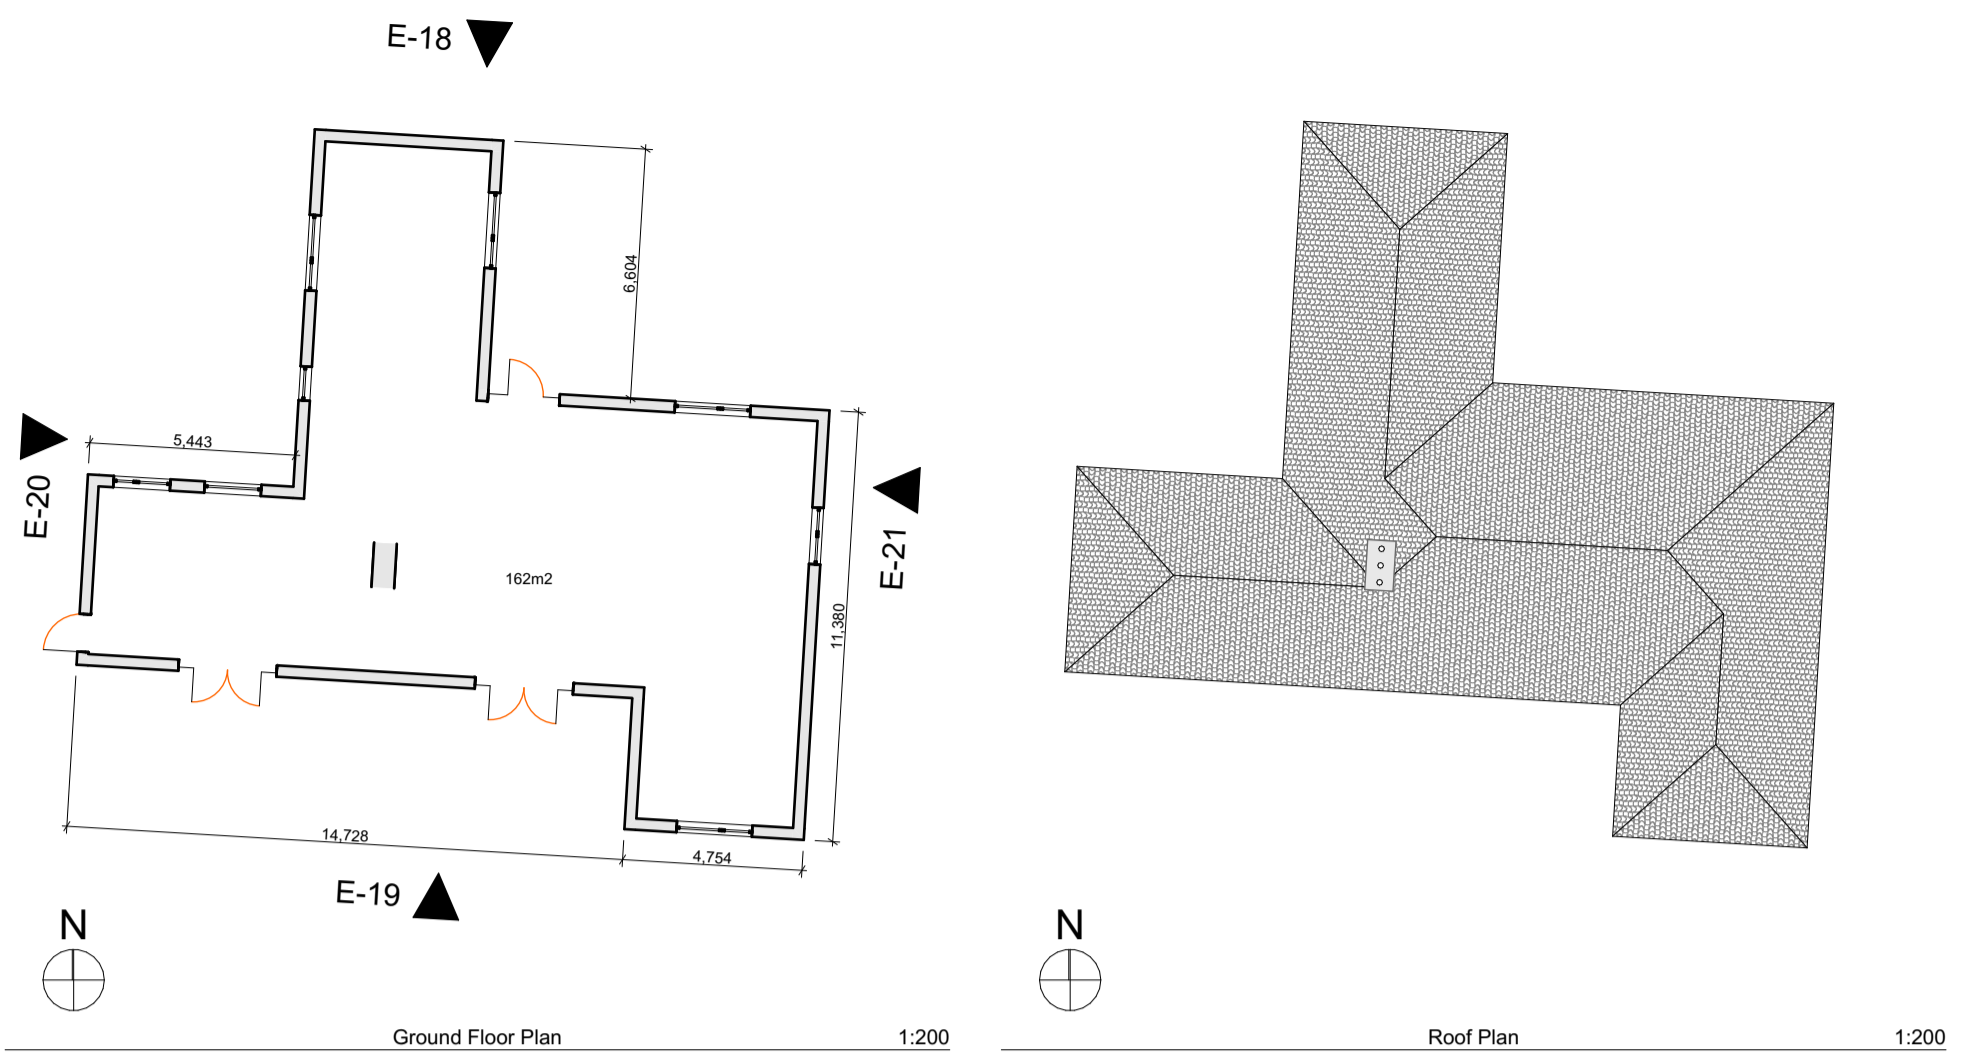 E-18
6,604
5,443
E-20
E-21
162m2
11,380
14,728
4,754
E-19
N
N
Ground Floor Plan 1:200
Roof Plan 1:200